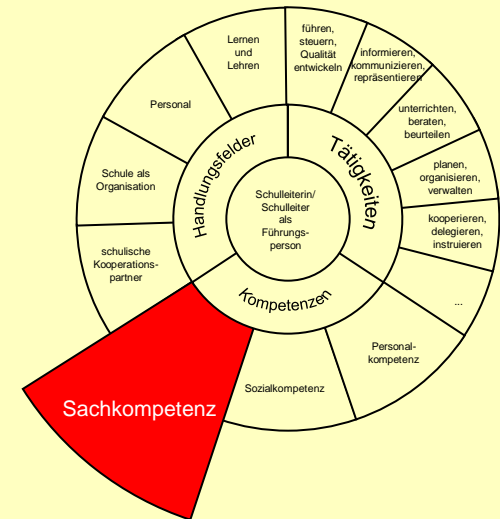 Lernen
und
Lehren
führen,
steuern,
Qualität
entwickeln
informieren,
kommunizieren,
repräsentieren
Personal
unterrichten,
beraten,
beurteilen
Handlungsfelder
Tätigkeiten
Schule als
Organisation
planen,
organisieren,
verwalten
Schulleiterin/
Schulleiter
als
Führungs-
person
kooperieren,
delegieren,
instruieren
schulische
Kooperations-
partner
Kompetenzen
...
Personal-
kompetenz
Sozialkompetenz
Sachkompetenz